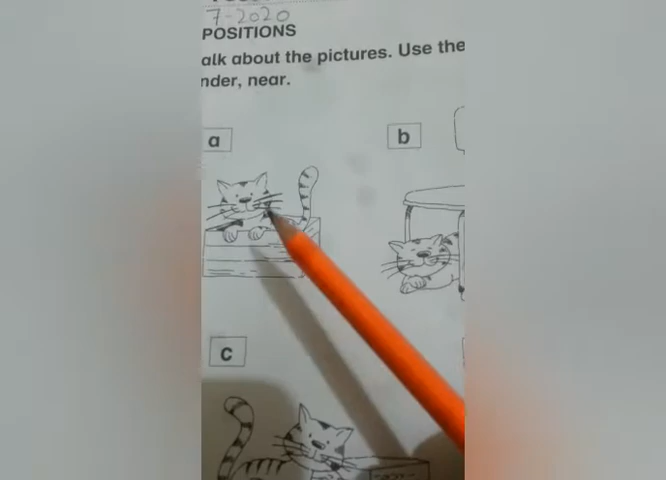 7-2020
POSITIONS
alk about the pictures. Use the
nder, near.
a
b
c